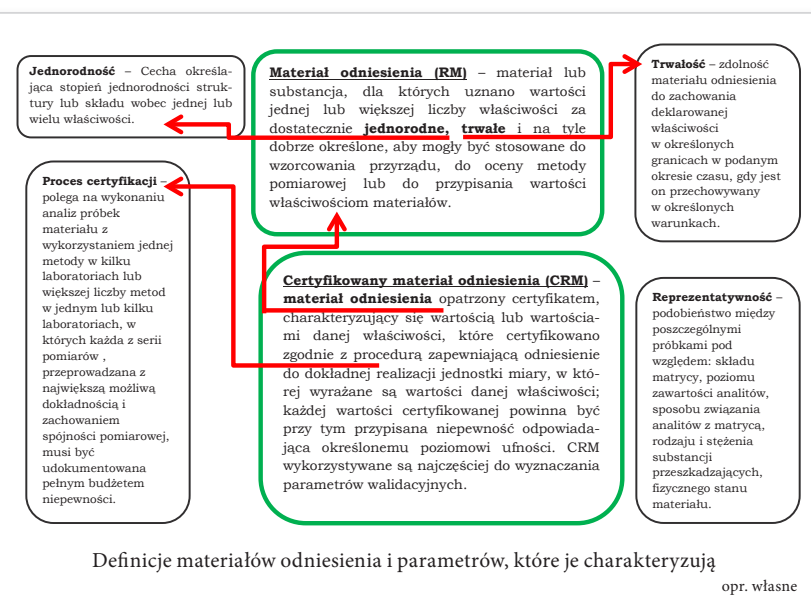 Jednorodność – Cecha określa-
jąca stopień jednorodności struk-
tury lub składu wobec jednej lub
wielu właściwości.
Materiał odniesienia (RM) – materiał lub
substancja, dla których uznano wartości
jednej lub większej liczby właściwości za
dostatecznie jednorodne, trwałe i na tyle
dobrze określone, aby mogły być stosowane do
wzorcowania przyrządu, do oceny metody
pomiarowej lub do przypisania wartości
właściwościom materiałów.
Trwałość – zdolność
materiału odniesienia
do zachowania
deklarowanej
właściwości
w określonych
granicach w podanym
okresie czasu, gdy jest
on przechowywany
w określonych
warunkach.
Proces certyfikacji –
polega na wykonaniu
analiz próbek
materiału z
wykorzystaniem jednej
metody w kilku
laboratoriach lub
większej liczby metod
w jednym lub kilku
laboratoriach, w
których każda z serii
pomiarów ,
przeprowadzana z
największą możliwą
dokładnością i
zachowaniem
spójności pomiarowej,
musi być
udokumentowana
pełnym budżetem
niepewności.
Certyfikowany materiał odniesienia (CRM) –
materiał odniesienia opatrzony certyfikatem,
charakteryzujący się wartością lub wartościa-
mi danej właściwości, które certyfikowano
zgodnie z procedurą zapewniającą odniesienie
do dokładnej realizacji jednostki miary, w któ-
rej wyrażane są wartości danej właściwości;
każdej wartości certyfikowanej powinna być
przy tym przypisana niepewność odpowiada-
jąca określonemu poziomowi ufności. CRM
wykorzystywane są najczęściej do wyznaczania
parametrów walidacyjnych.
Reprezentatywność –
podobieństwo między
poszczególnymi
próbkami pod
względem: składu
matrycy, poziomu
zawartości analitów,
sposobu związania
analitów z matrycą,
rodzaju i stężenia
substancji
przeszkadzających,
fizycznego stanu
materiału.
Definicje materiałów odniesienia i parametrów, które je charakteryzują
opr. własne